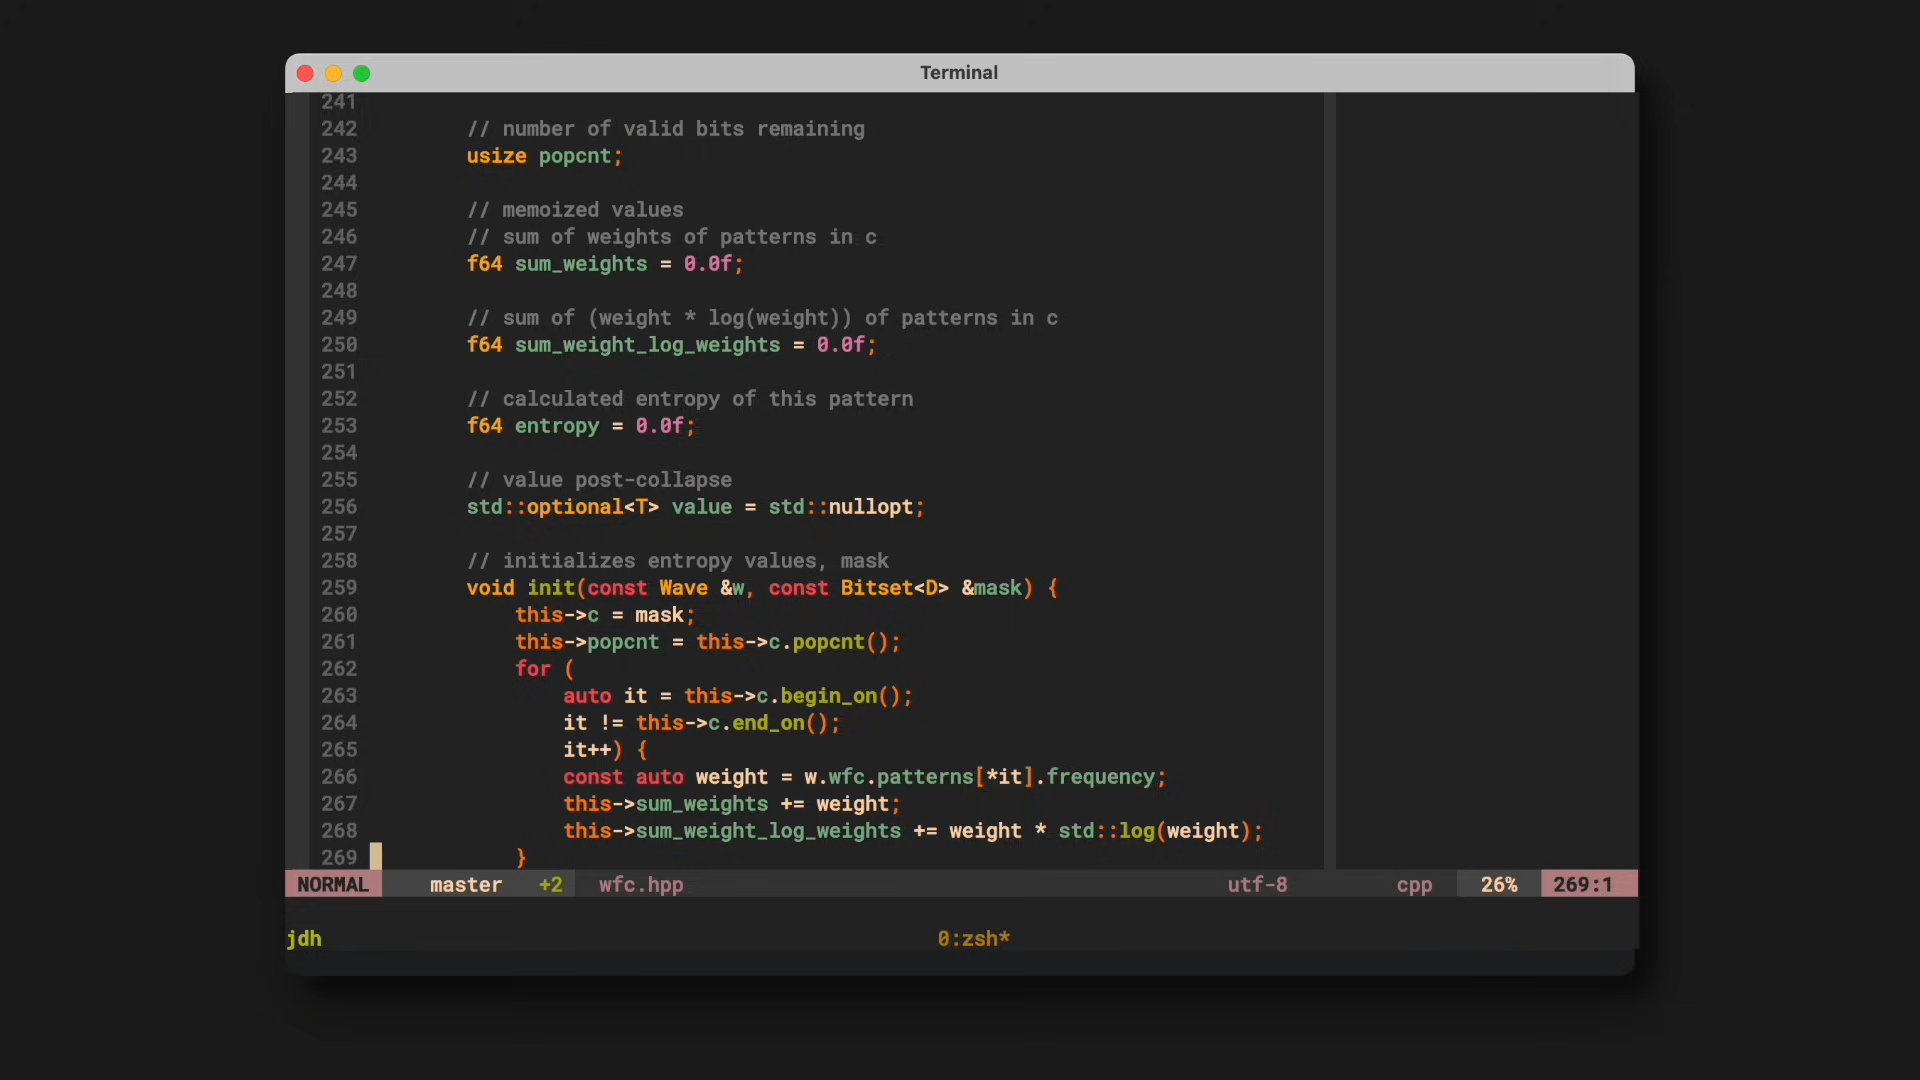 Terminal
241
242 // number of valid bits remaining
243 usize popcnt;
244
245 // memoized values
246 // sum of weights of patterns in c
247 f64 sum_weights = 0.0f;
248
249 // sum of (weight * log(weight)) of patterns in c
250 f64 sum_weight_log_weights = 0.0f;
251
252 // calculated entropy of this pattern
253 f64 entropy = 0.0f;
254
255 // value post-collapse
256 std::optional<T> value = std::nullopt;
257
258 // initializes entropy values, mask
259 void init(const Wave &w, const Bitset<D> &mask) {
260 this->c = mask;
261 this->popcnt = this->c.popcnt();
262 for (
263 auto it = this->c.begin_on();
264 it != this->c.end_on();
265 it++) {
266 const auto weight = w.wfc.patterns[*it].frequency;
267 this->sum_weights += weight;
268 this->sum_weight_log_weights += weight * std::log(weight);
269 }
NORMAL master +2 wfc.hpp utf-8 cpp 26% 269:1
jdh 0:zsh*